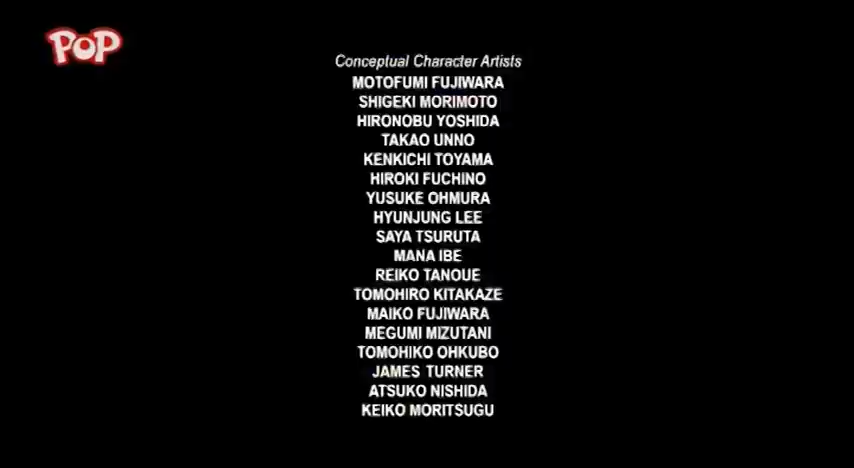 POP
Conceptual Character Artists
MOTOFUMI FUJIWARA
SHIGEKI MORIMOTO
HIRONOBU YOSHIDA
TAKAO UNNO
KENKICHI TOYAMA
HIROKI FUCHINO
YUSUKE OHMURA
HYUNJUNG LEE
SAYA TSURUTA
MANA IBE
REIKO TANOUE
TOMOHIRO KITAKAZE
MAIKO FUJIWARA
MEGUMI MIZUTANI
TOMOHIKO OHKUBO
JAMES TURNER
ATSUKO NISHIDA
KEIKO MORITSUGU